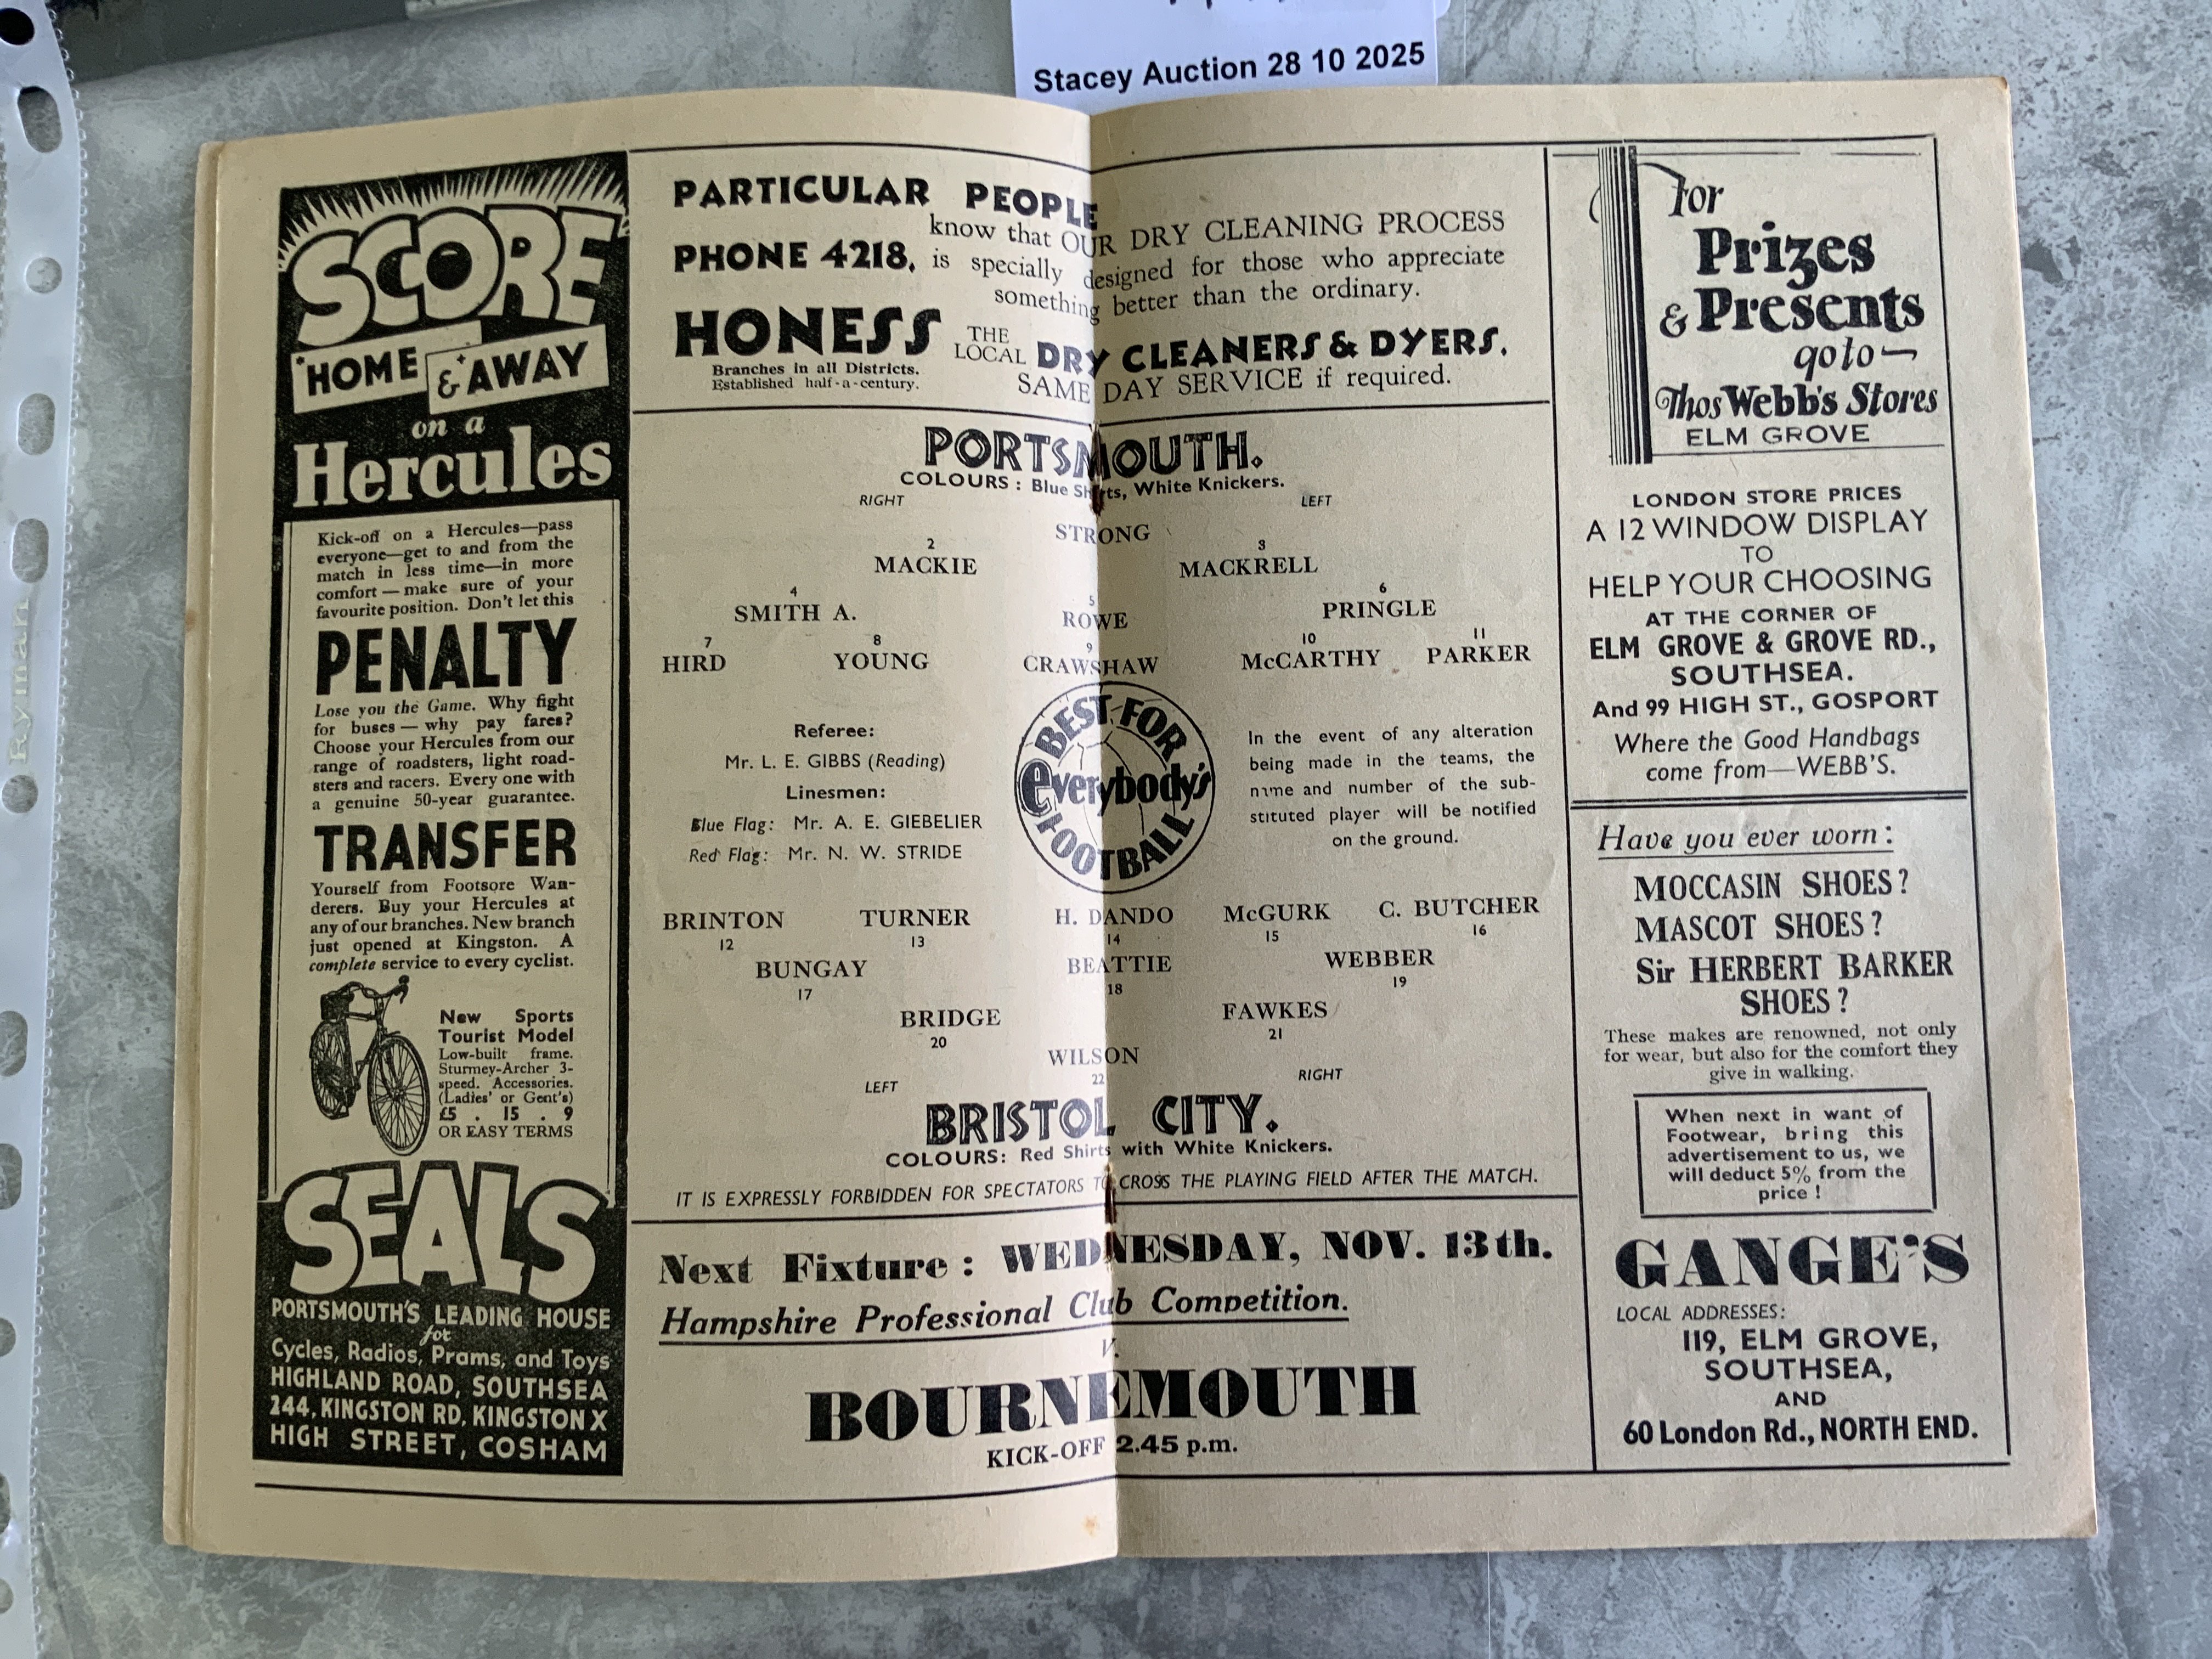 Stacey Auction 28 10 2025
Ryman
SCORE
HOME
& AWAY
on a
Hercules
Kick-off on a Hercules—pass
everyone—get to and from the
match in less time—in more
comfort—make sure of your
favourite position. Don't let this
PENALTY
Lose you the Game. Why fight
for buses—why pay fares?
Choose your Hercules from our
range of roadsters, light road-
sters and racers. Every one with
a genuine 50-year guarantee.
TRANSFER
Yourself from Footsore Wan-
derers. Buy your Hercules at
any of our branches. New branch
just opened at Kingston. A
complete service to every cyclist.
New Sports
Tourist Model
Low-built frame.
Sturmey-Archer 3-
speed. Accessories.
(Ladies' or Gent's)
£5 . 15 . 9
OR EASY TERMS
SEALS
PORTSMOUTH'S LEADING HOUSE
for
Cycles, Radios, Prams, and Toys
HIGHLAND ROAD, SOUTHSEA
244, KINGSTON RD, KINGSTON X
HIGH STREET, COSHAM
PARTICULAR PEOPLE
know that OUR DRY CLEANING PROCESS
PHONE 4218, is specially designed for those who appreciate
something better than the ordinary.
HONESS THE LOCAL DRY CLEANERS & DYERS.
Branches in all Districts.
Established half-a-century.
SAME DAY SERVICE if required.
PORTSMOUTH.
COLOURS: Blue Shirts, White Knickers.
RIGHT LEFT
STRONG
2 3
MACKIE MACKRELL
4 5 6
SMITH A. ROWE PRINGLE
7 8 9 10 11
HIRD YOUNG CRAWSHAW McCARTHY PARKER
Referee:
Mr. L. E. GIBBS (Reading)
Linesmen:
Blue Flag: Mr. A. E. GIEBELIER
Red Flag: Mr. N. W. STRIDE
BEST FOR
everybody's
FOOTBALL
In the event of any alteration
being made in the teams, the
name and number of the sub-
stituted player will be notified
on the ground.
BRINTON TURNER H. DANDO McGURK C. BUTCHER
12 13 14 15 16
BUNGAY BEATTIE WEBBER
17 18 19
BRIDGE FAWKES
20 21
WILSON
22
LEFT RIGHT
BRISTOL CITY.
COLOURS: Red Shirts with White Knickers.
IT IS EXPRESSLY FORBIDDEN FOR SPECTATORS TO CROSS THE PLAYING FIELD AFTER THE MATCH.
Next Fixture: WEDNESDAY, NOV. 13th.
Hampshire Professional Club Competition.
V.
BOURNEMOUTH
KICK-OFF 2.45 p.m.
for
Prizes
& Presents
go to—
Thos Webb's Stores
ELM GROVE
LONDON STORE PRICES
A 12 WINDOW DISPLAY
TO
HELP YOUR CHOOSING
AT THE CORNER OF
ELM GROVE & GROVE RD.,
SOUTHSEA.
And 99 HIGH ST., GOSPORT
Where the Good Handbags
come from—WEBB'S.
Have you ever worn:
MOCCASIN SHOES?
MASCOT SHOES?
Sir HERBERT BARKER
SHOES?
These makes are renowned, not only
for wear, but also for the comfort they
give in walking.
When next in want of
Footwear, bring this
advertisement to us, we
will deduct 5% from the
price!
GANGE'S
LOCAL ADDRESSES:
119, ELM GROVE,
SOUTHSEA,
AND
60 London Rd., NORTH END.